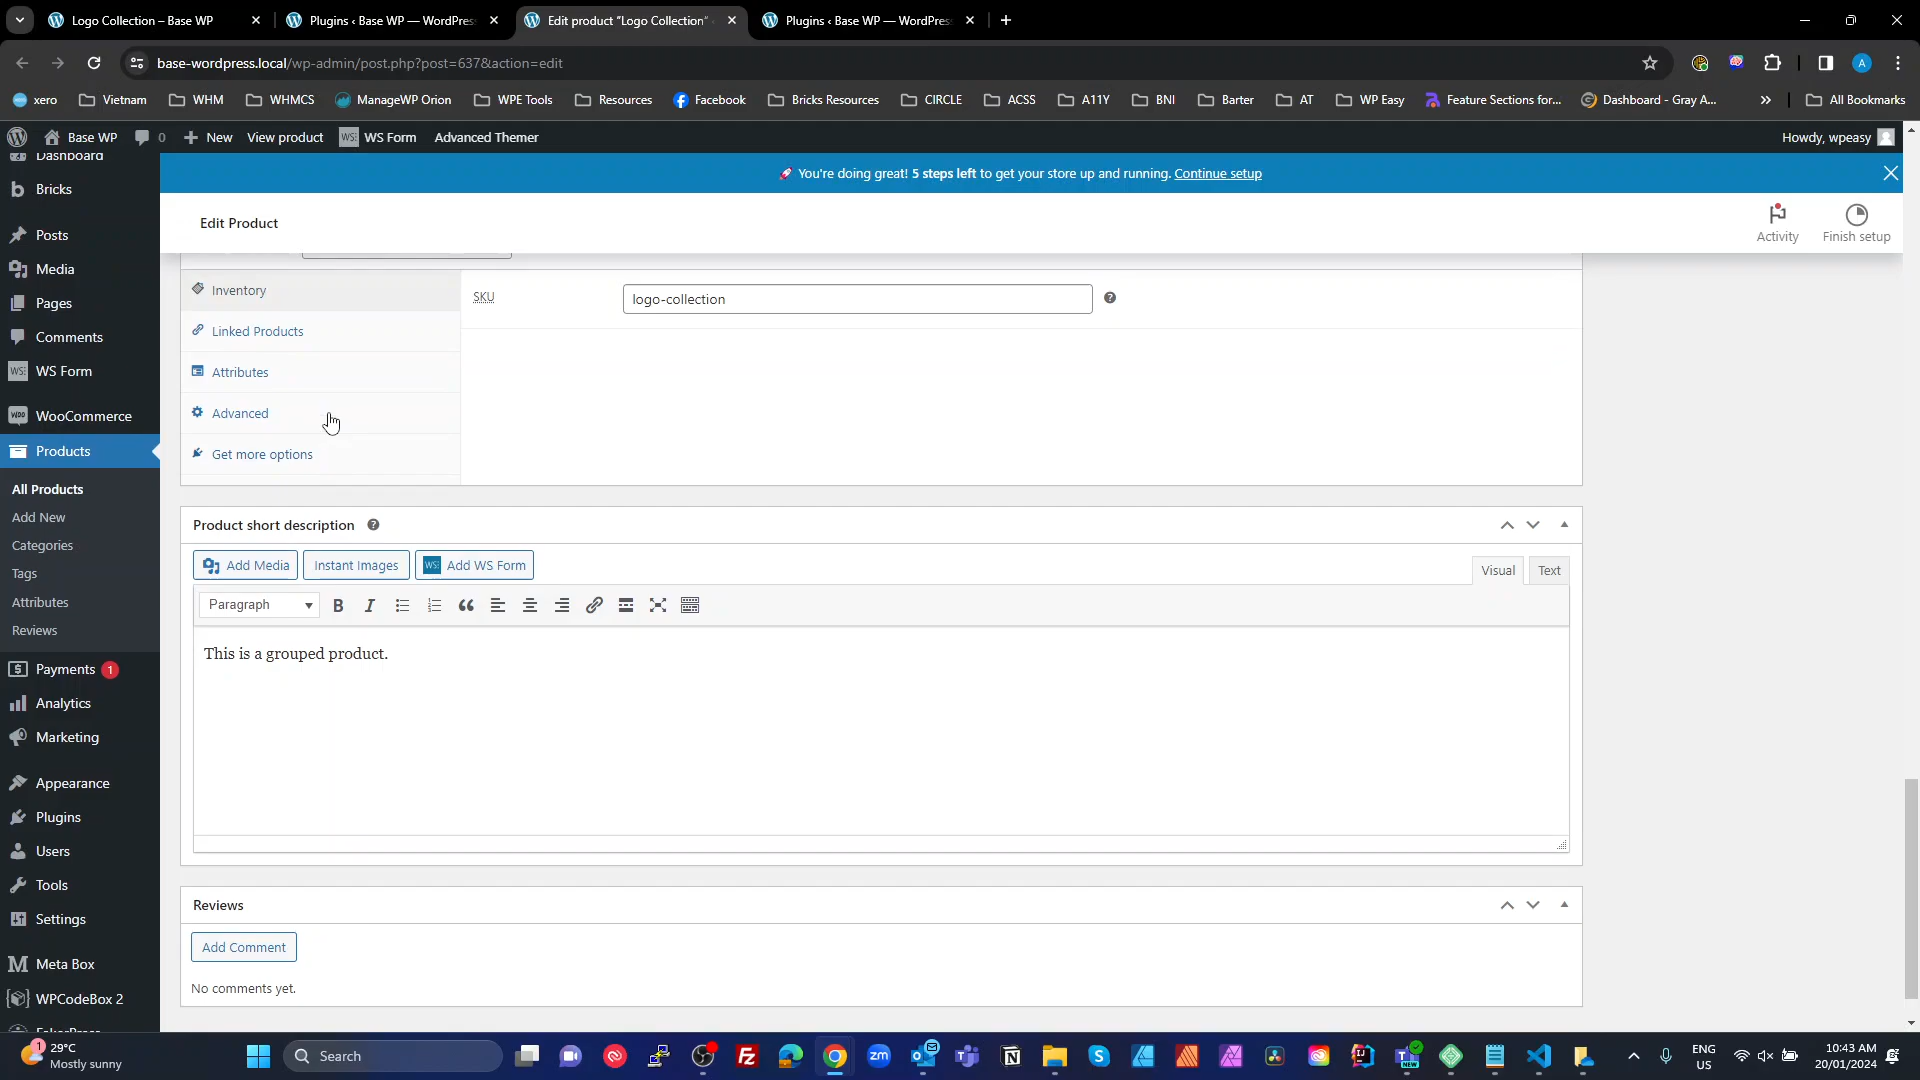 Logo Collection – Base WP
Plugins ‹ Base WP — WordPres
Edit product “Logo Collection”
Plugins ‹ Base WP — WordPres
base-wordpress.local/wp-admin/post.php?post=637&action=edit
xero
Vietnam
WHM
WHMCS
ManageWP Orion
WPE Tools
Resources
Facebook
Bricks Resources
CIRCLE
ACSS
A11Y
BNI
Barter
AT
WP Easy
Feature Sections for...
Dashboard - Gray A...
All Bookmarks
Base WP
0
New
View product
WS Form
Advanced Themer
Howdy, wpeasy
Dashboard
Bricks
Posts
Media
Pages
Comments
WS Form
WooCommerce
Products
All Products
Add New
Categories
Tags
Attributes
Reviews
Payments 1
Analytics
Marketing
Appearance
Plugins
Users
Tools
Settings
Meta Box
WPCodeBox 2
FakerPress
You're doing great! 5 steps left to get your store up and running. Continue setup
Edit Product
Activity
Finish setup
Inventory
Linked Products
Attributes
Advanced
Get more options
SKU
logo-collection
Product short description
Add Media
Instant Images
Add WS Form
Visual
Text
Paragraph
This is a grouped product.
Reviews
Add Comment
No comments yet.
1
29°C
Mostly sunny
Search
ENG
US
10:43 AM
20/01/2024